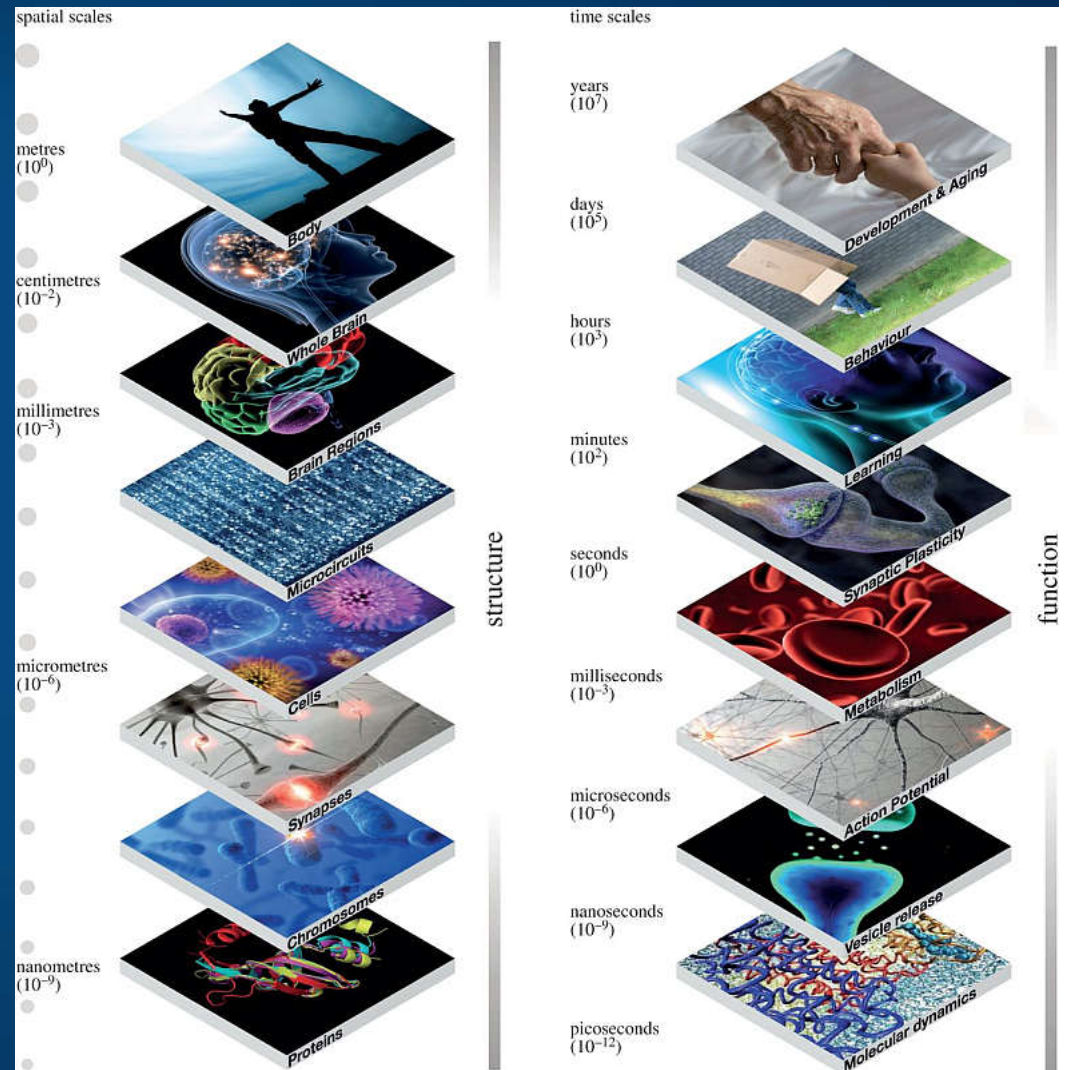 spatial scales
metres
(10⁰)
centimetres
(10⁻²)
millimetres
(10⁻³)
micrometres
(10⁻⁶)
nanometres
(10⁻⁹)
Body
Whole Brain
Brain Regions
Microcircuits
Cells
Synapses
Chromosomes
Proteins
structure
time scales
years
(10⁷)
days
(10⁵)
hours
(10³)
minutes
(10²)
seconds
(10⁰)
milliseconds
(10⁻³)
microseconds
(10⁻⁶)
nanoseconds
(10⁻⁹)
picoseconds
(10⁻¹²)
Development & Aging
Behaviour
Learning
Synaptic Plasticity
Metabolism
Action Potential
Vesicle release
Molecular dynamics
function